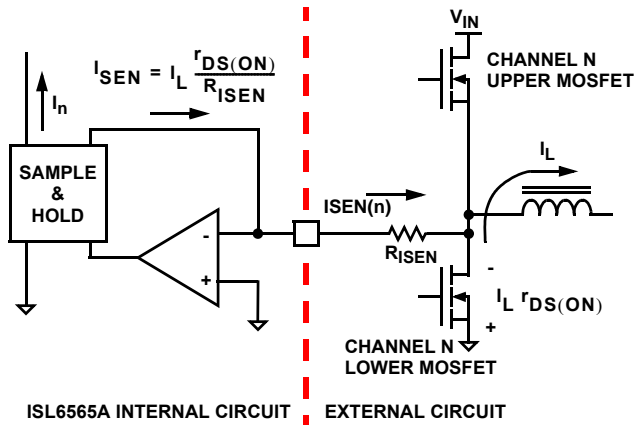 V_IN
I_SEN = I_L r_DS(ON) / R_ISEN
CHANNEL N
UPPER MOSFET
I_n
SAMPLE
&
HOLD
I_L
ISEN(n)
-
+
R_ISEN
-
I_L r_DS(ON)
+
CHANNEL N
LOWER MOSFET
ISL6565A INTERNAL CIRCUIT
EXTERNAL CIRCUIT